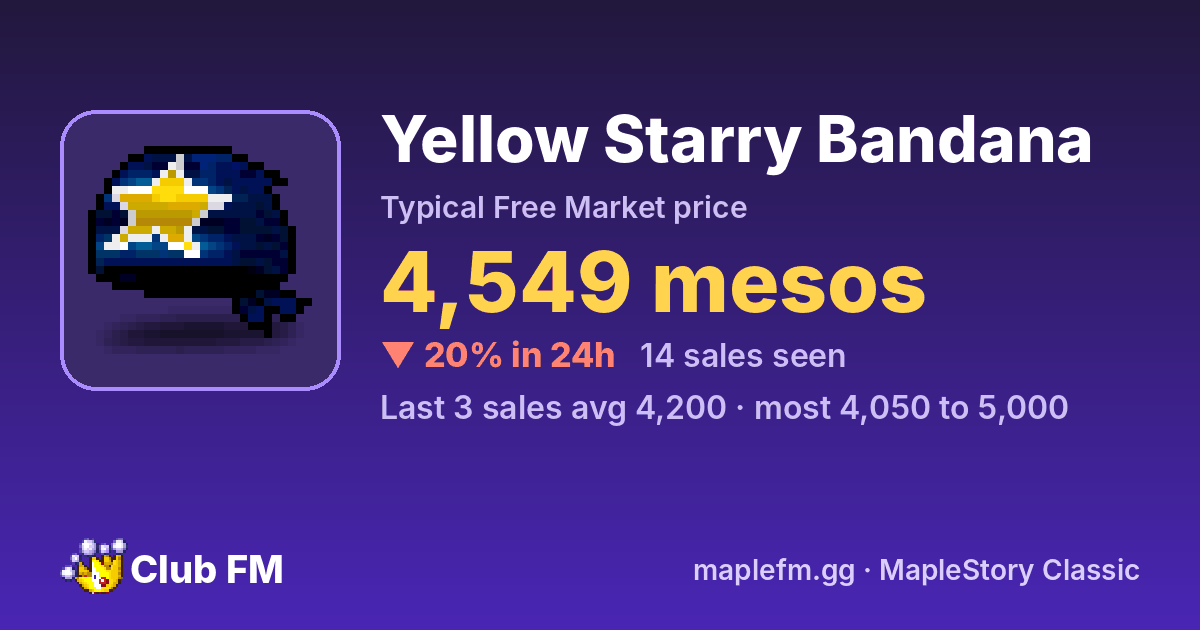 Yellow Starry Bandana
Typical Free Market price
4,549 mesos
▼ 20% in 24h 14 sales seen
Last 3 sales avg 4,200 · most 4,050 to 5,000
Club FM
maplefm.gg · MapleStory Classic